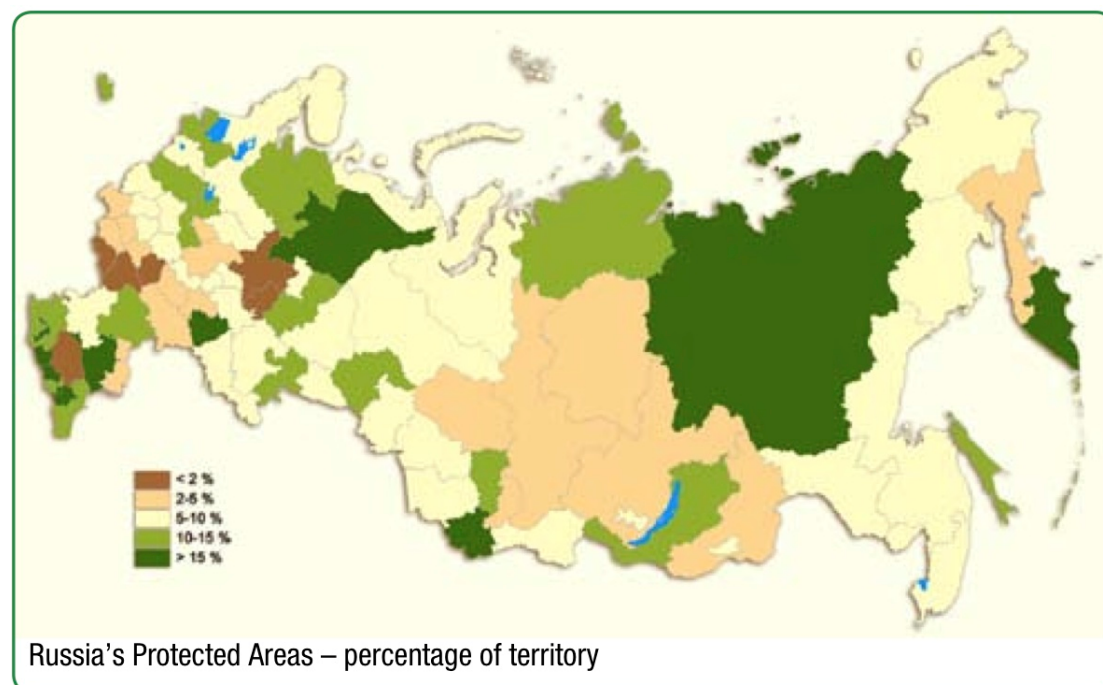 < 2 %
2-5 %
5-10 %
10-15 %
> 15 %
Russia's Protected Areas – percentage of territory